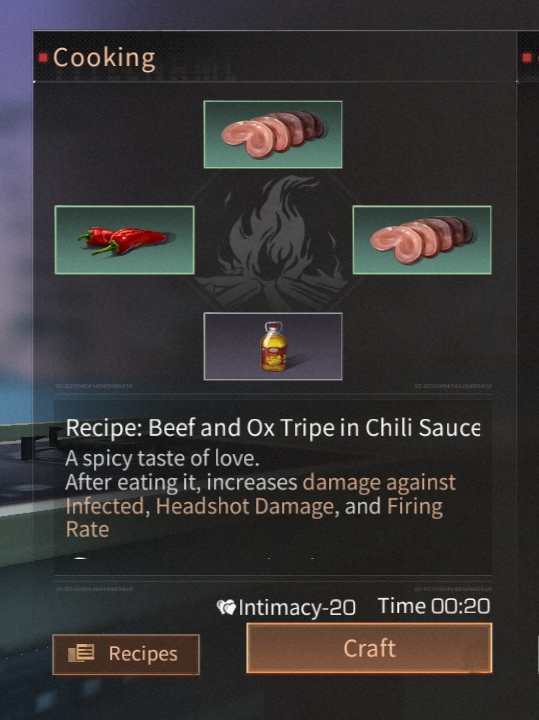 Cooking
Recipe: Beef and Ox Tripe in Chili Sauce
A spicy taste of love.
After eating it, increases damage against
Infected, Headshot Damage, and Firing
Rate
Intimacy-20 Time 00:20
Recipes
Craft